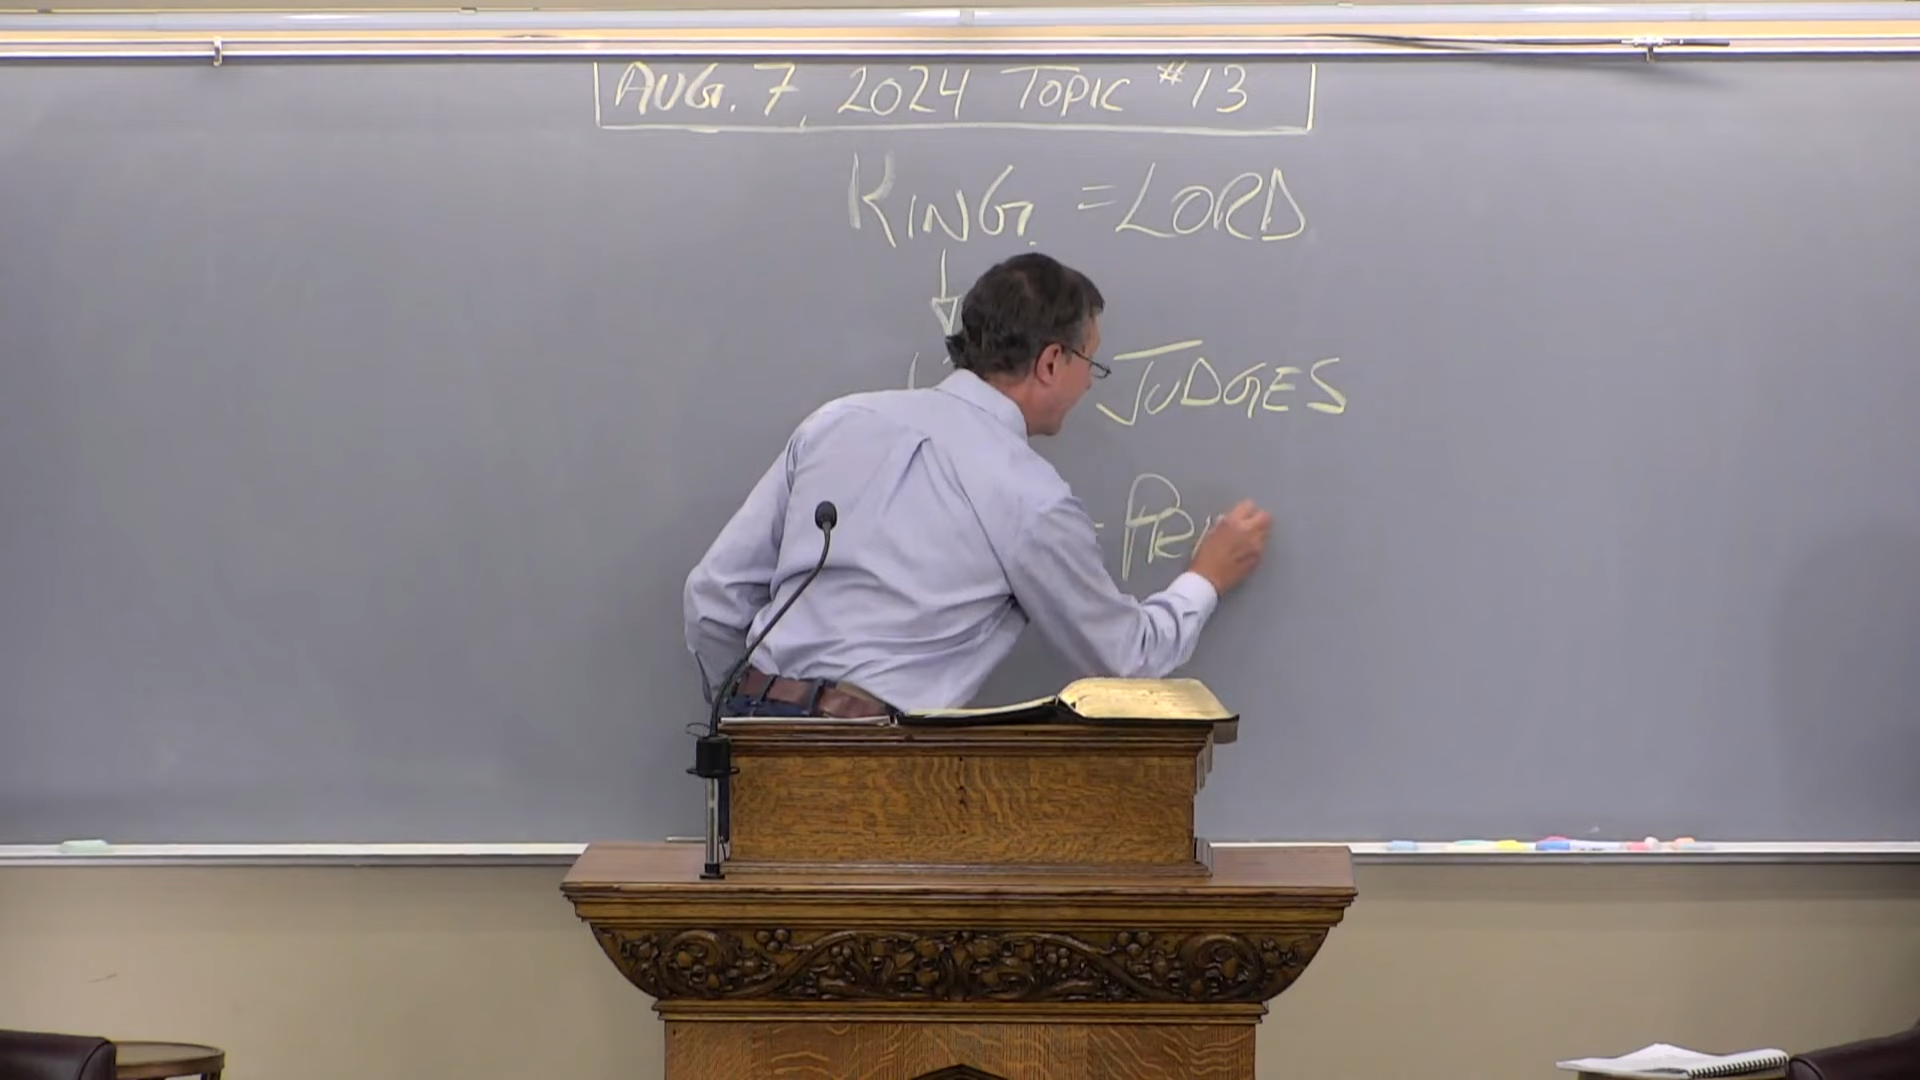 AUG. 7, 2024 TOPIC #13
KING = LORD
JUDGES
=